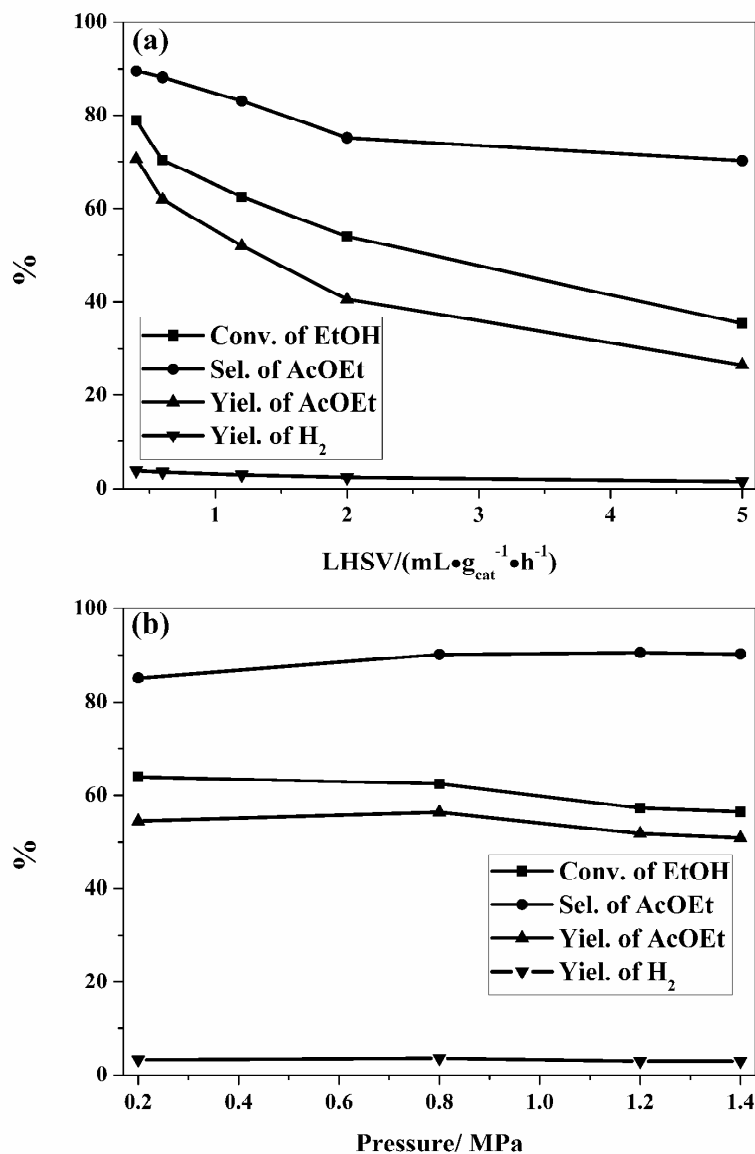 (a)
100
80
60
40
20
0
%
Conv. of EtOH
Sel. of AcOEt
Yiel. of AcOEt
Yiel. of H2
1 2 3 4 5
LHSV/(mL•gcat-1•h-1)
(b)
100
80
60
40
20
0
%
Conv. of EtOH
Sel. of AcOEt
Yiel. of AcOEt
Yiel. of H2
0.2 0.4 0.6 0.8 1.0 1.2 1.4
Pressure/ MPa